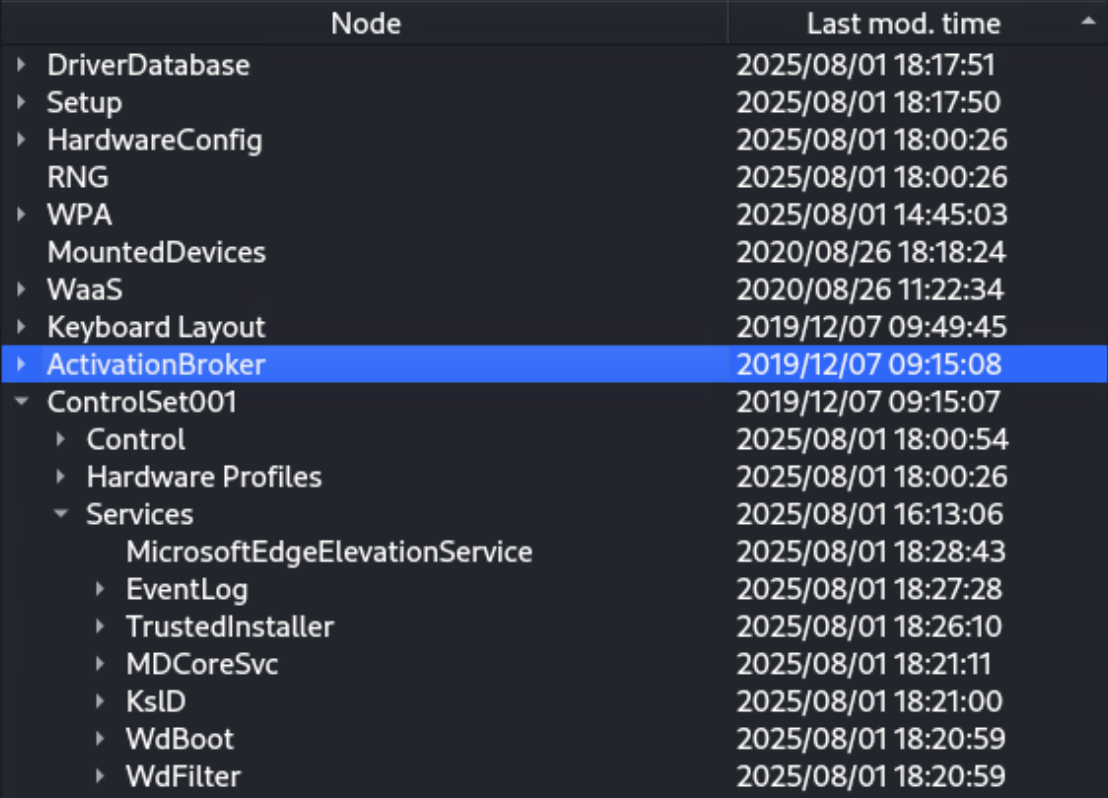 Node Last mod. time
DriverDatabase 2025/08/01 18:17:51
Setup 2025/08/01 18:17:50
HardwareConfig 2025/08/01 18:00:26
RNG 2025/08/01 18:00:26
WPA 2025/08/01 14:45:03
MountedDevices 2020/08/26 18:18:24
WaaS 2020/08/26 11:22:34
Keyboard Layout 2019/12/07 09:49:45
ActivationBroker 2019/12/07 09:15:08
ControlSet001 2019/12/07 09:15:07
Control 2025/08/01 18:00:54
Hardware Profiles 2025/08/01 18:00:26
Services 2025/08/01 16:13:06
MicrosoftEdgeElevationService 2025/08/01 18:28:43
EventLog 2025/08/01 18:27:28
TrustedInstaller 2025/08/01 18:26:10
MDCoreSvc 2025/08/01 18:21:11
KslD 2025/08/01 18:21:00
WdBoot 2025/08/01 18:20:59
WdFilter 2025/08/01 18:20:59